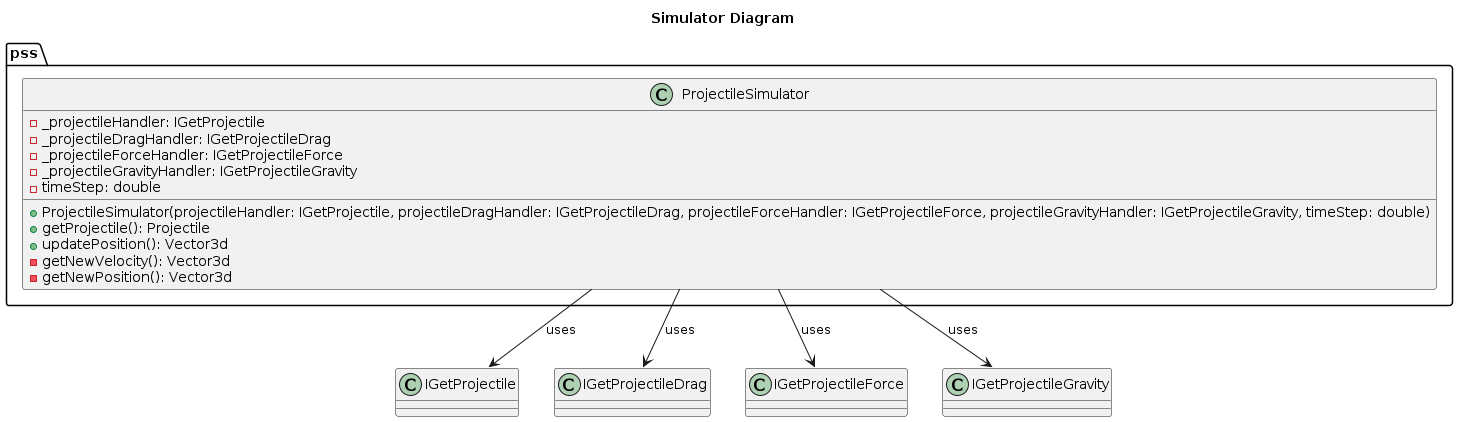 Simulator Diagram
pss
C ProjectileSimulator
_projectileHandler: IGetProjectile
_projectileDragHandler: IGetProjectileDrag
_projectileForceHandler: IGetProjectileForce
_projectileGravityHandler: IGetProjectileGravity
timeStep: double
ProjectileSimulator(projectileHandler: IGetProjectile, projectileDragHandler: IGetProjectileDrag, projectileForceHandler: IGetProjectileForce, projectileGravityHandler: IGetProjectileGravity, timeStep: double)
getProjectile(): Projectile
updatePosition(): Vector3d
getNewVelocity(): Vector3d
getNewPosition(): Vector3d
uses
uses
uses
uses
C IGetProjectile
C IGetProjectileDrag
C IGetProjectileForce
C IGetProjectileGravity